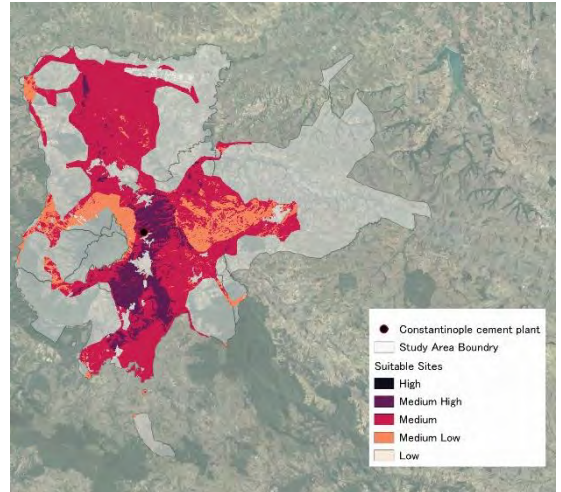 Constantinople cement plant
Study Area Boundry
Suitable Sites
High
Medium High
Medium
Medium Low
Low